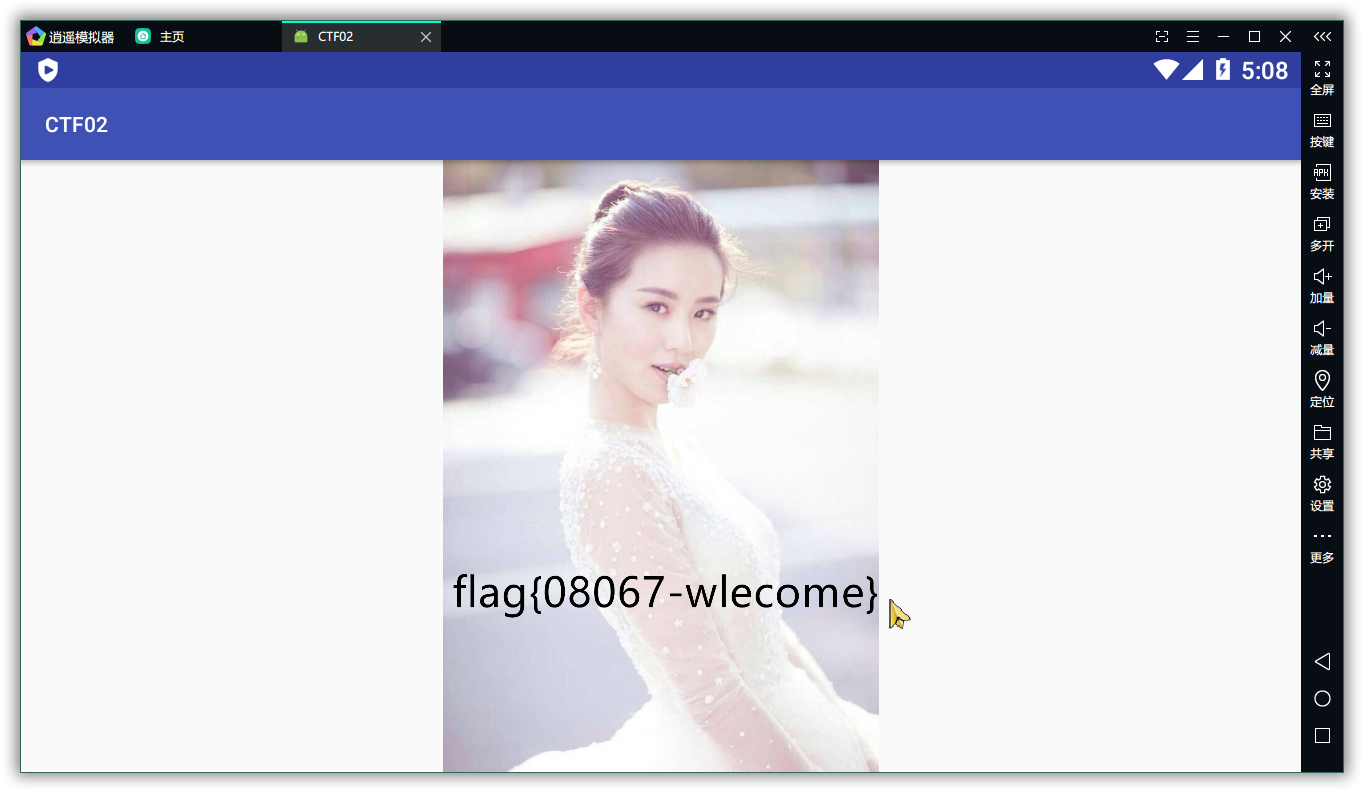 逍遥模拟器
主页
CTF02
5:08
CTF02
flag{08067-wlecome}
全屏
按键
APK
安装
多开
加量
减量
定位
共享
设置
更多